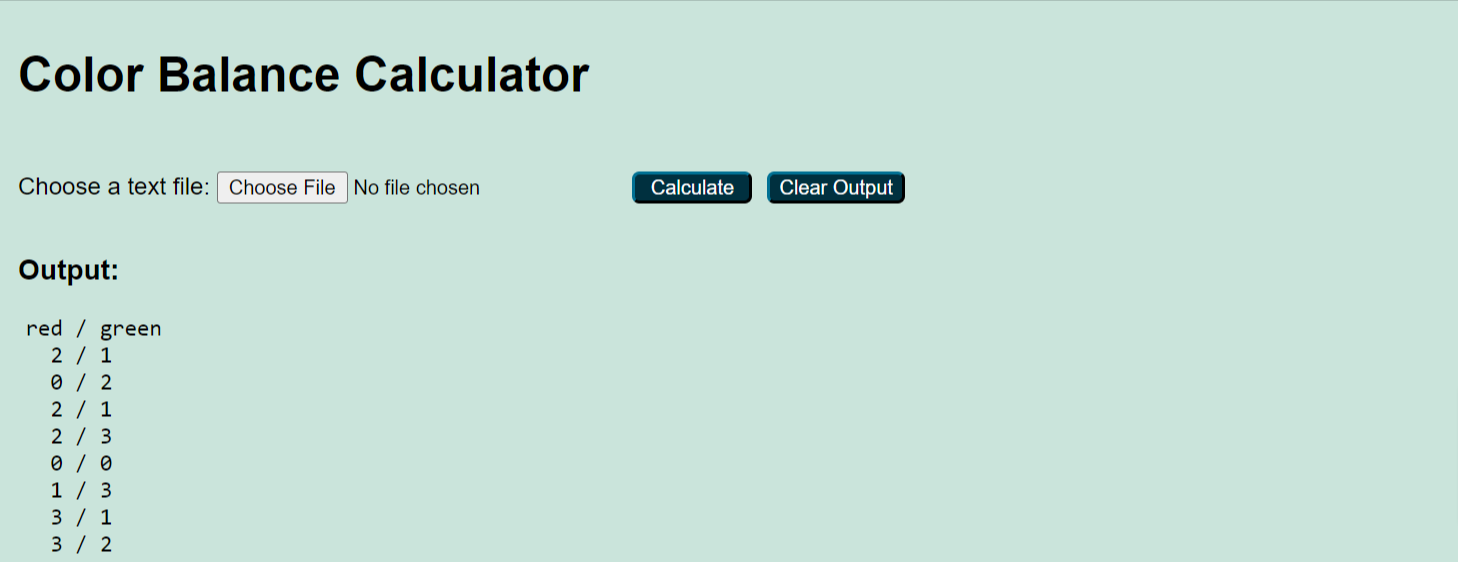 Color Balance Calculator
Choose a text file: Choose File No file chosen Calculate Clear Output
Output:
red / green
2 / 1
0 / 2
2 / 1
2 / 3
0 / 0
1 / 3
3 / 1
3 / 2